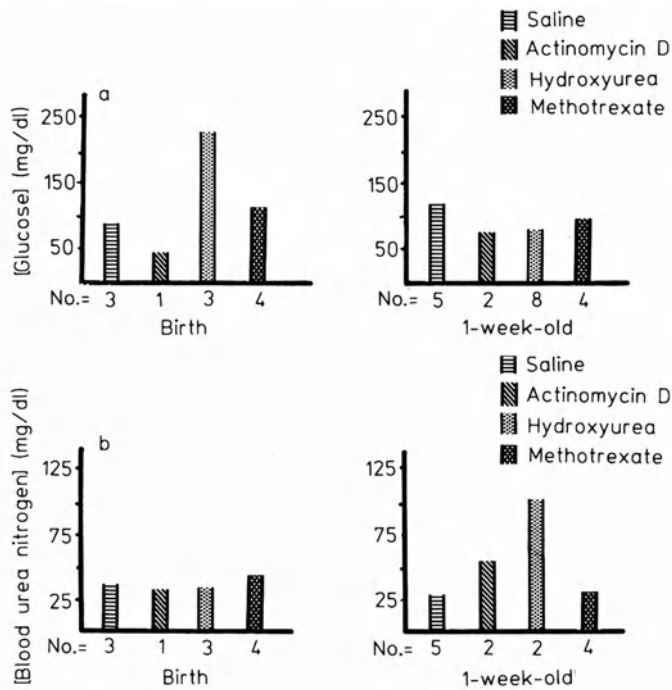 Saline
Actinomycin D
Hydroxyurea
Methotrexate
a
[Glucose] (mg/dl)
250
150
50
No.= 3 1 3 4
Birth
250
150
50
5 2 8 4
1-week-old
Saline
Actinomycin D
Hydroxyurea
Methotrexate
b
[Blood urea nitrogen] (mg/dl)
125
75
25
No.= 3 1 3 4
Birth
125
75
25
5 2 2 4
1-week-old